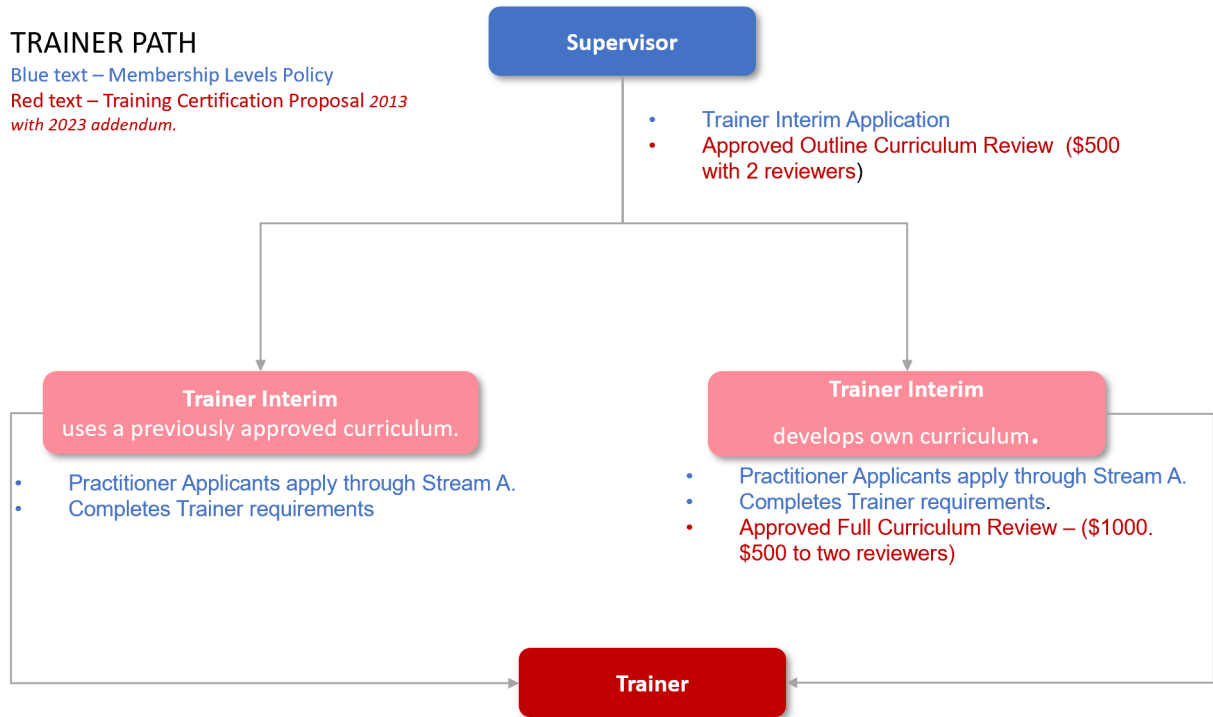 TRAINER PATH
Blue text – Membership Levels Policy
Red text – Training Certification Proposal 2013
with 2023 addendum.
Supervisor
• Trainer Interim Application
• Approved Outline Curriculum Review ($500
with 2 reviewers)
Trainer Interim
uses a previously approved curriculum.
• Practitioner Applicants apply through Stream A.
• Completes Trainer requirements
Trainer Interim
develops own curriculum.
• Practitioner Applicants apply through Stream A.
• Completes Trainer requirements.
• Approved Full Curriculum Review – ($1000.
$500 to two reviewers)
Trainer